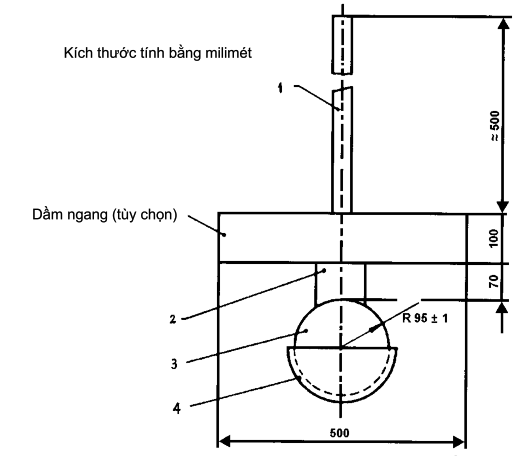 Kích thước tính bằng milimét
1
≈ 500
Dầm ngang (tùy chọn)
100
70
2
R 95 ± 1
3
4
500